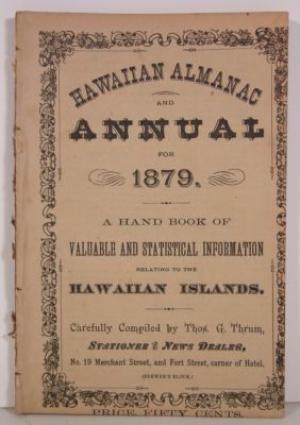 HAWAIIAN ALMANAC
AND
ANNUAL
FOR
1879.
A HAND BOOK OF
VALUABLE AND STATISTICAL INFORMATION
RELATING TO THE
HAWAIIAN ISLANDS.
Carefully Compiled by Thos. G. Thrum,
STATIONER & NEWS DEALER,
No. 19 Merchant Street, and Fort Street, corner of Hotel,
(BREWER'S BLOCK.)
PRICE, FIFTY CENTS.